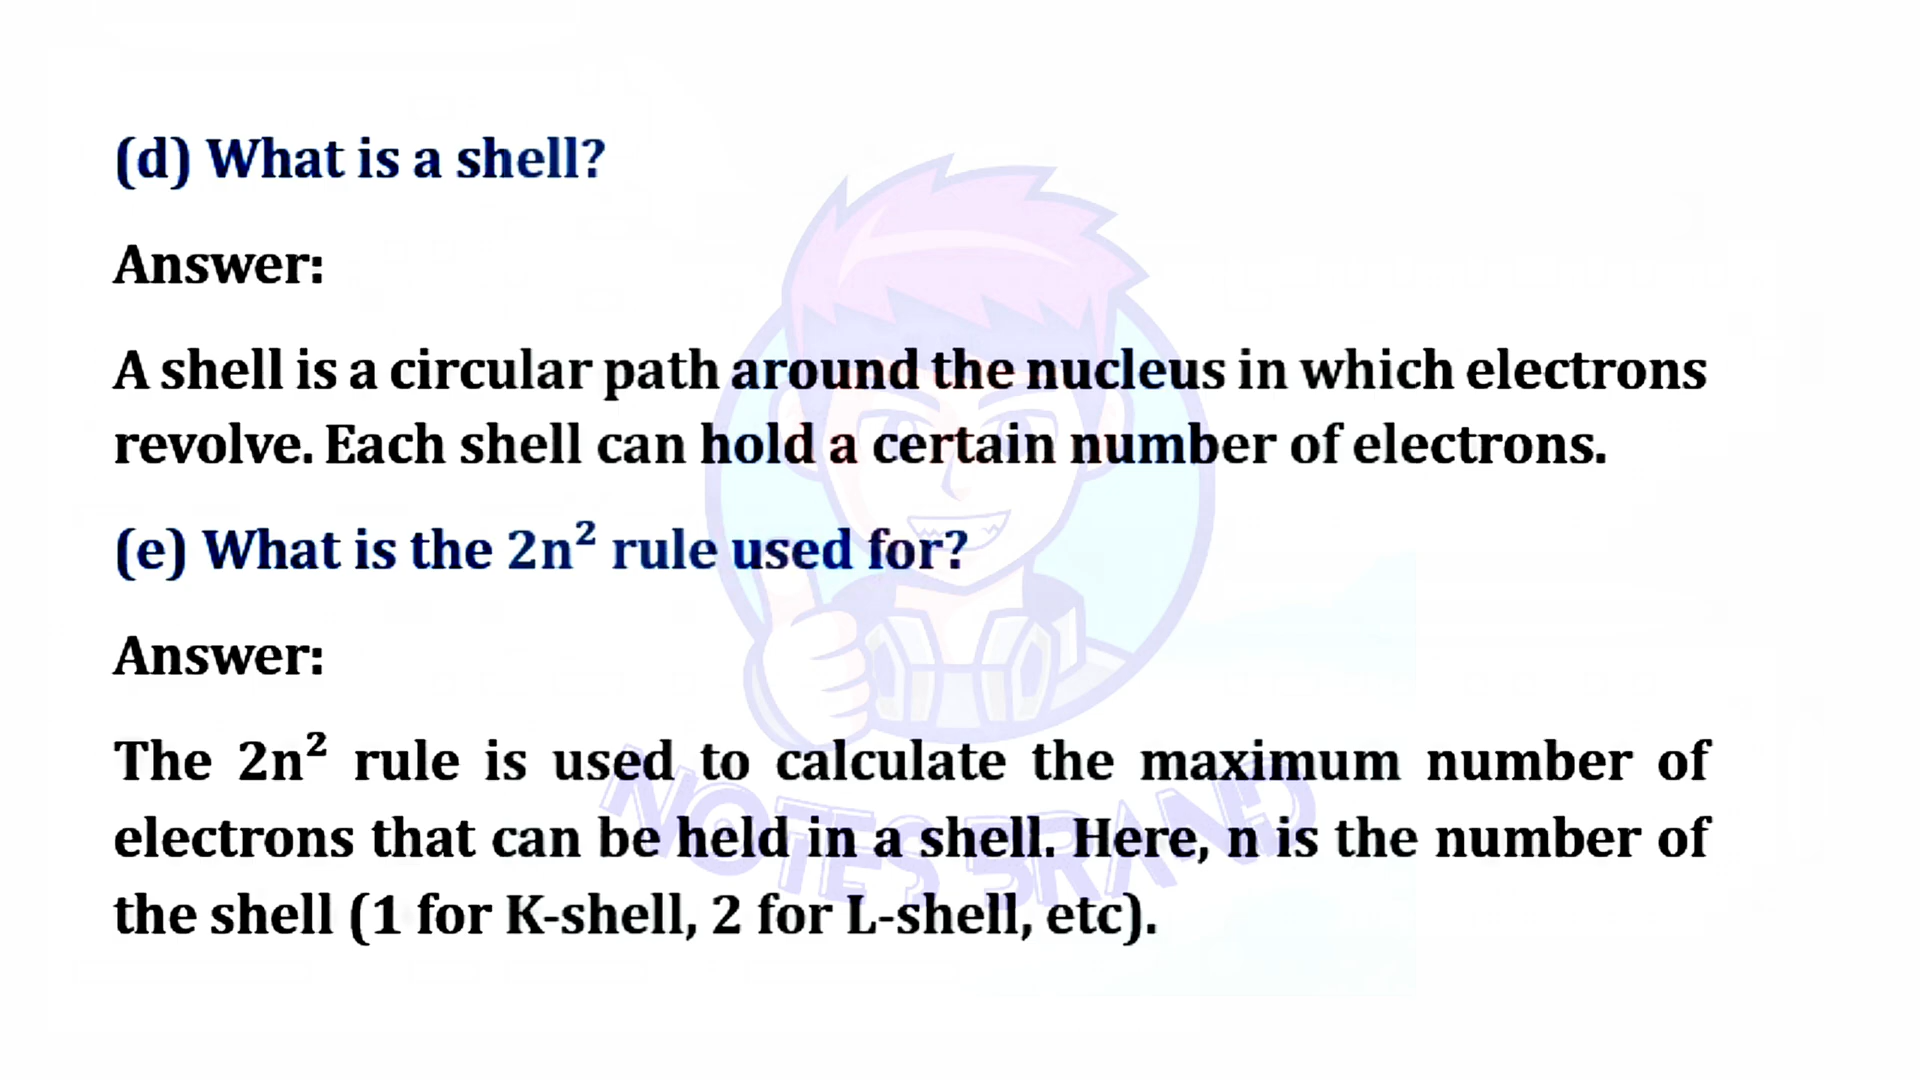 (d) What is a shell?
Answer:
A shell is a circular path around the nucleus in which electrons
revolve. Each shell can hold a certain number of electrons.
(e) What is the 2n² rule used for?
Answer:
The 2n² rule is used to calculate the maximum number of
electrons that can be held in a shell. Here, n is the number of
the shell (1 for K-shell, 2 for L-shell, etc).
NOTES BRAND